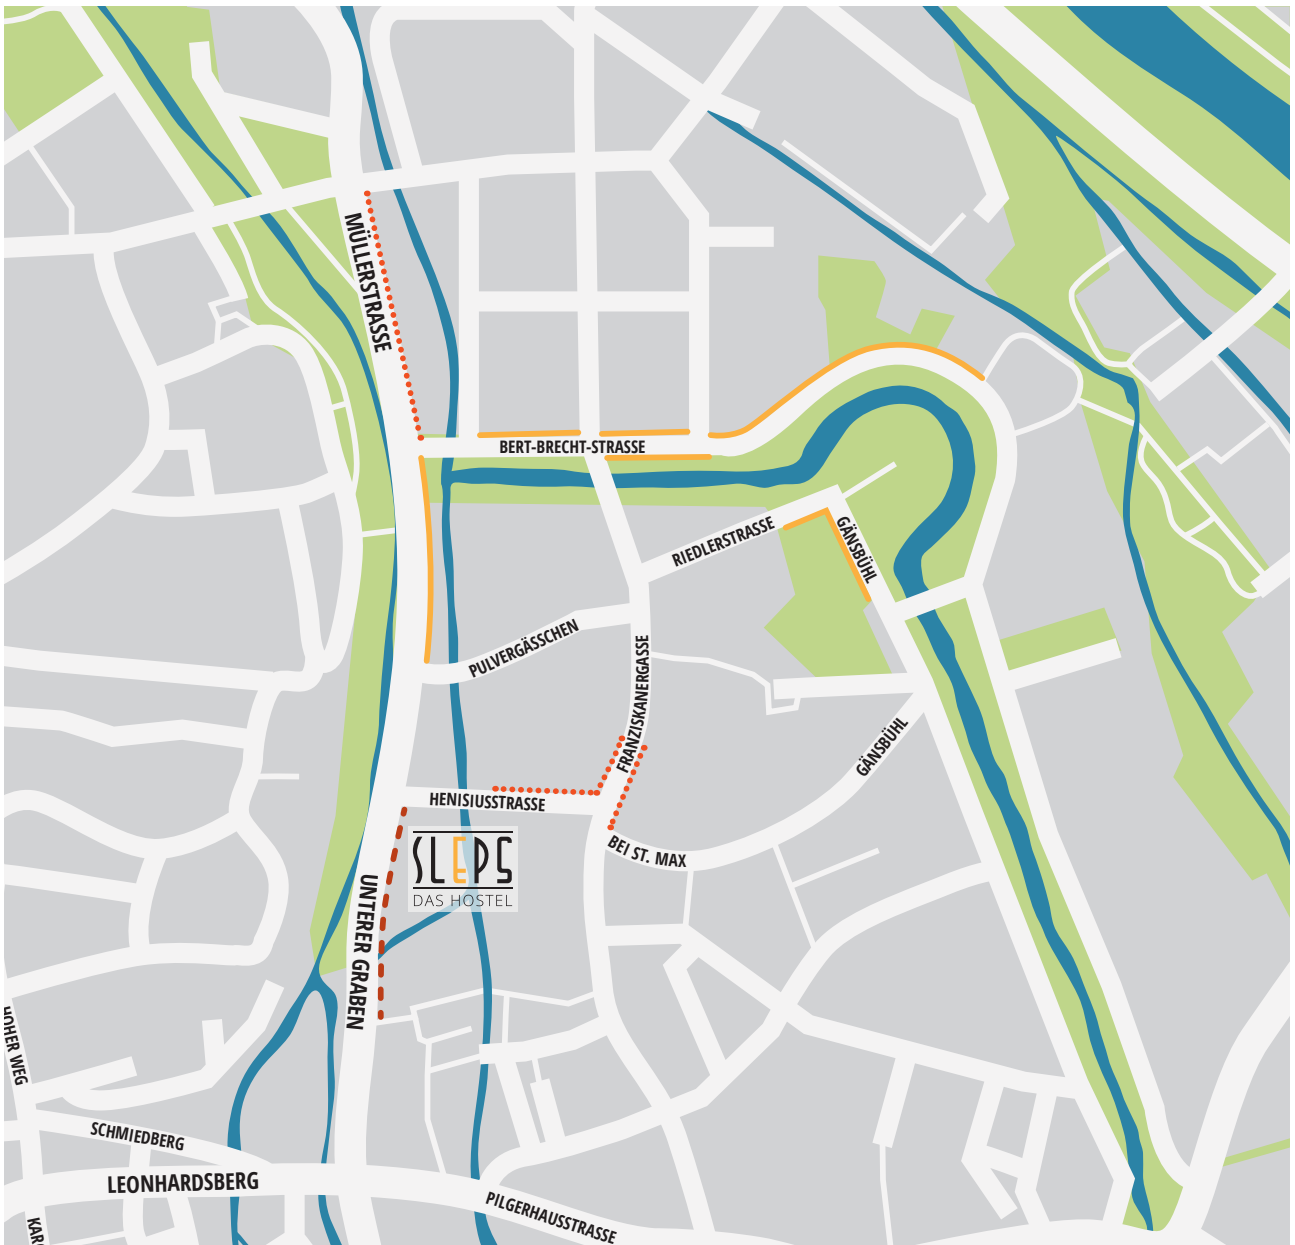 MÜLLERSTRASSE
BERT-BRECHT-STRASSE
RIEDLERSTRASSE
GÄNSBÜHL
PULVERGÄSSCHEN
FRANZISKANERGASSE
GÄNSBÜHL
HENISIUSSTRASSE
SLEPS
DAS HOSTEL
BEI ST. MAX
UNTERER GRABEN
HOHER WEG
SCHMIEDBERG
LEONHARDSBERG
PILGERHAUSSTRASSE